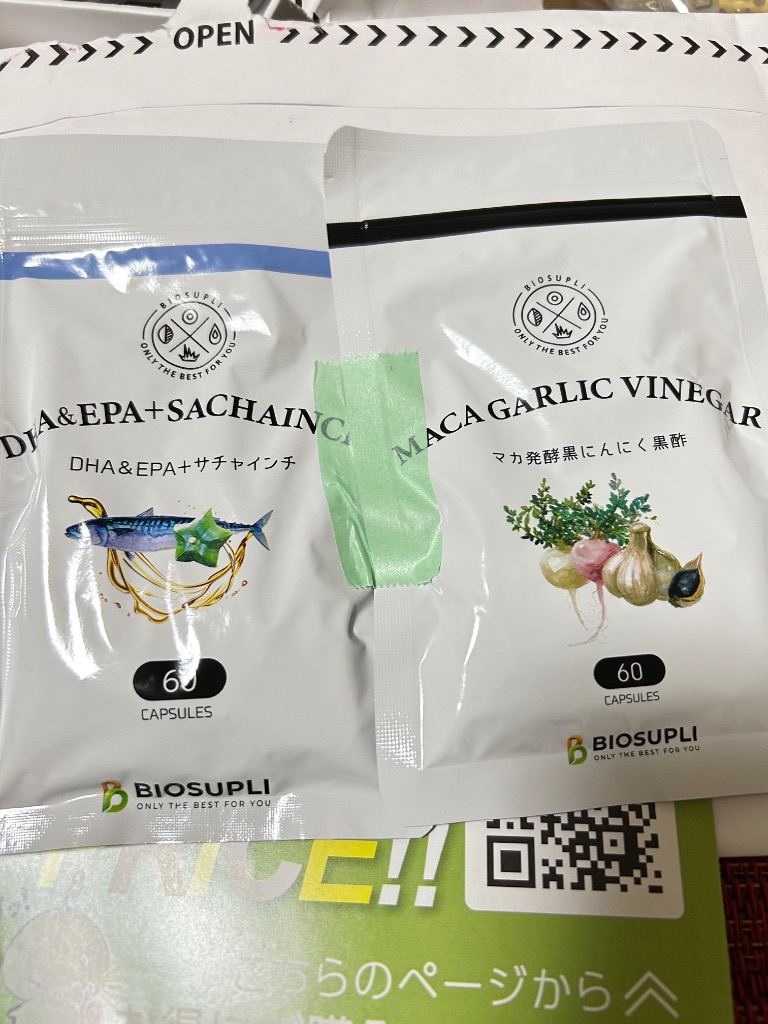 OPEN
BIOSUPLI
ONLY THE BEST FOR YOU
DHA&EPA+SACHAINC
DHA&EPA+サチャインチ
60
CAPSULES
BIOSUPLI
ONLY THE BEST FOR YOU
BIOSUPLI
ONLY THE BEST FOR YOU
MACA GARLIC VINEGAR
マカ発酵黒にんにく黒酢
60
CAPSULES
BIOSUPLI
ONLY THE BEST FOR YOU
PRICE!!
こちらのページから